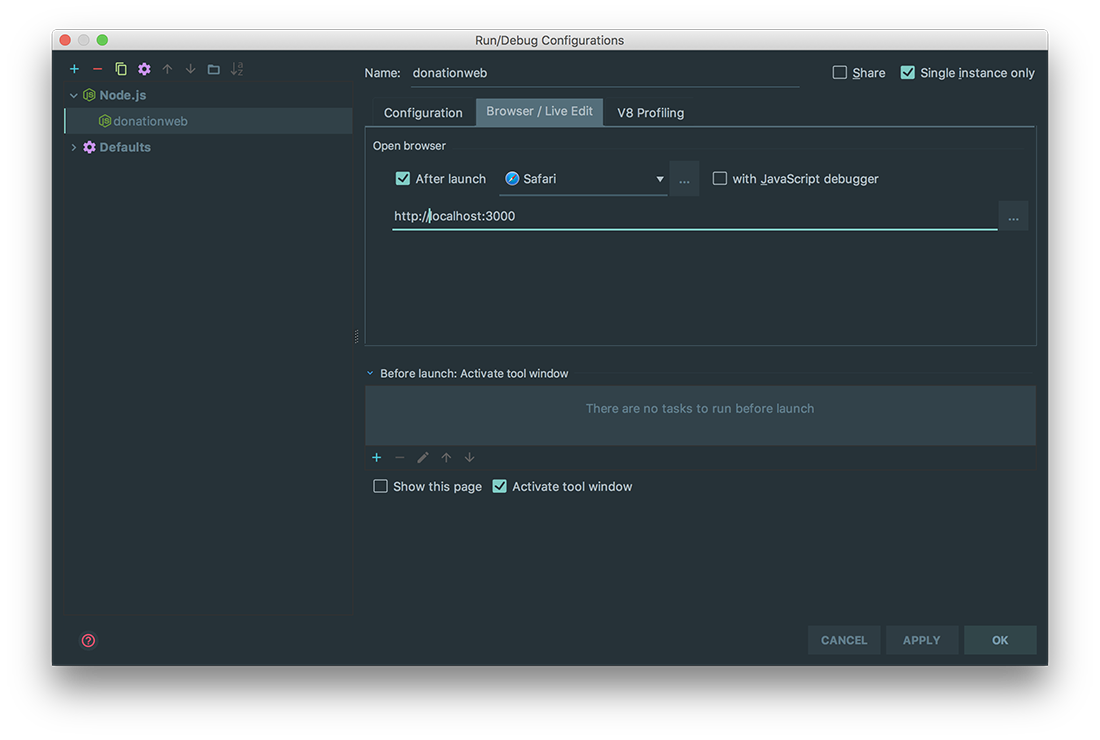 Run/Debug Configurations
Name: donationweb
Share
Single instance only
Node.js
donationweb
Defaults
Configuration
Browser / Live Edit
V8 Profiling
Open browser
After launch
Safari
...
with JavaScript debugger
http://localhost:3000
...
Before launch: Activate tool window
There are no tasks to run before launch
Show this page
Activate tool window
?
CANCEL
APPLY
OK